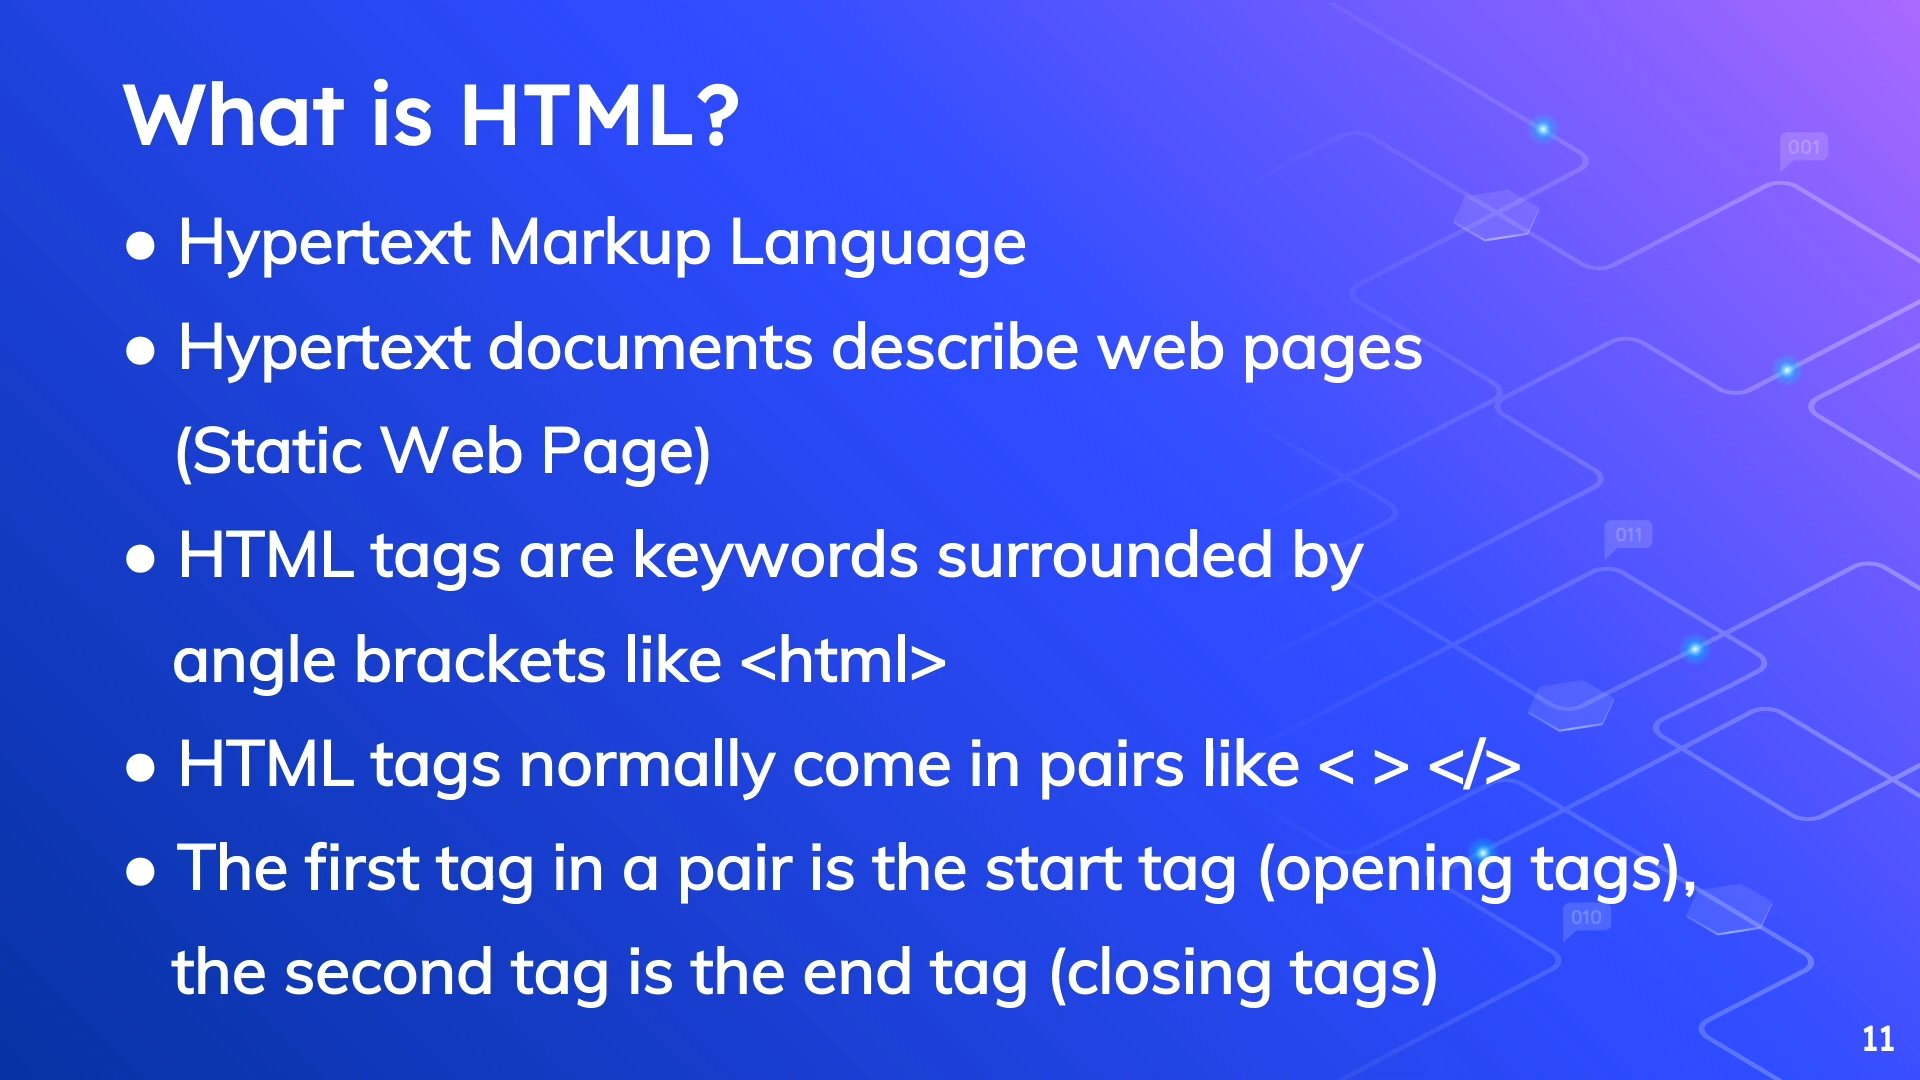 What is HTML?
● Hypertext Markup Language
● Hypertext documents describe web pages
(Static Web Page)
● HTML tags are keywords surrounded by
angle brackets like <html>
● HTML tags normally come in pairs like < > </>
● The first tag in a pair is the start tag (opening tags),
the second tag is the end tag (closing tags)
001
011
010
11